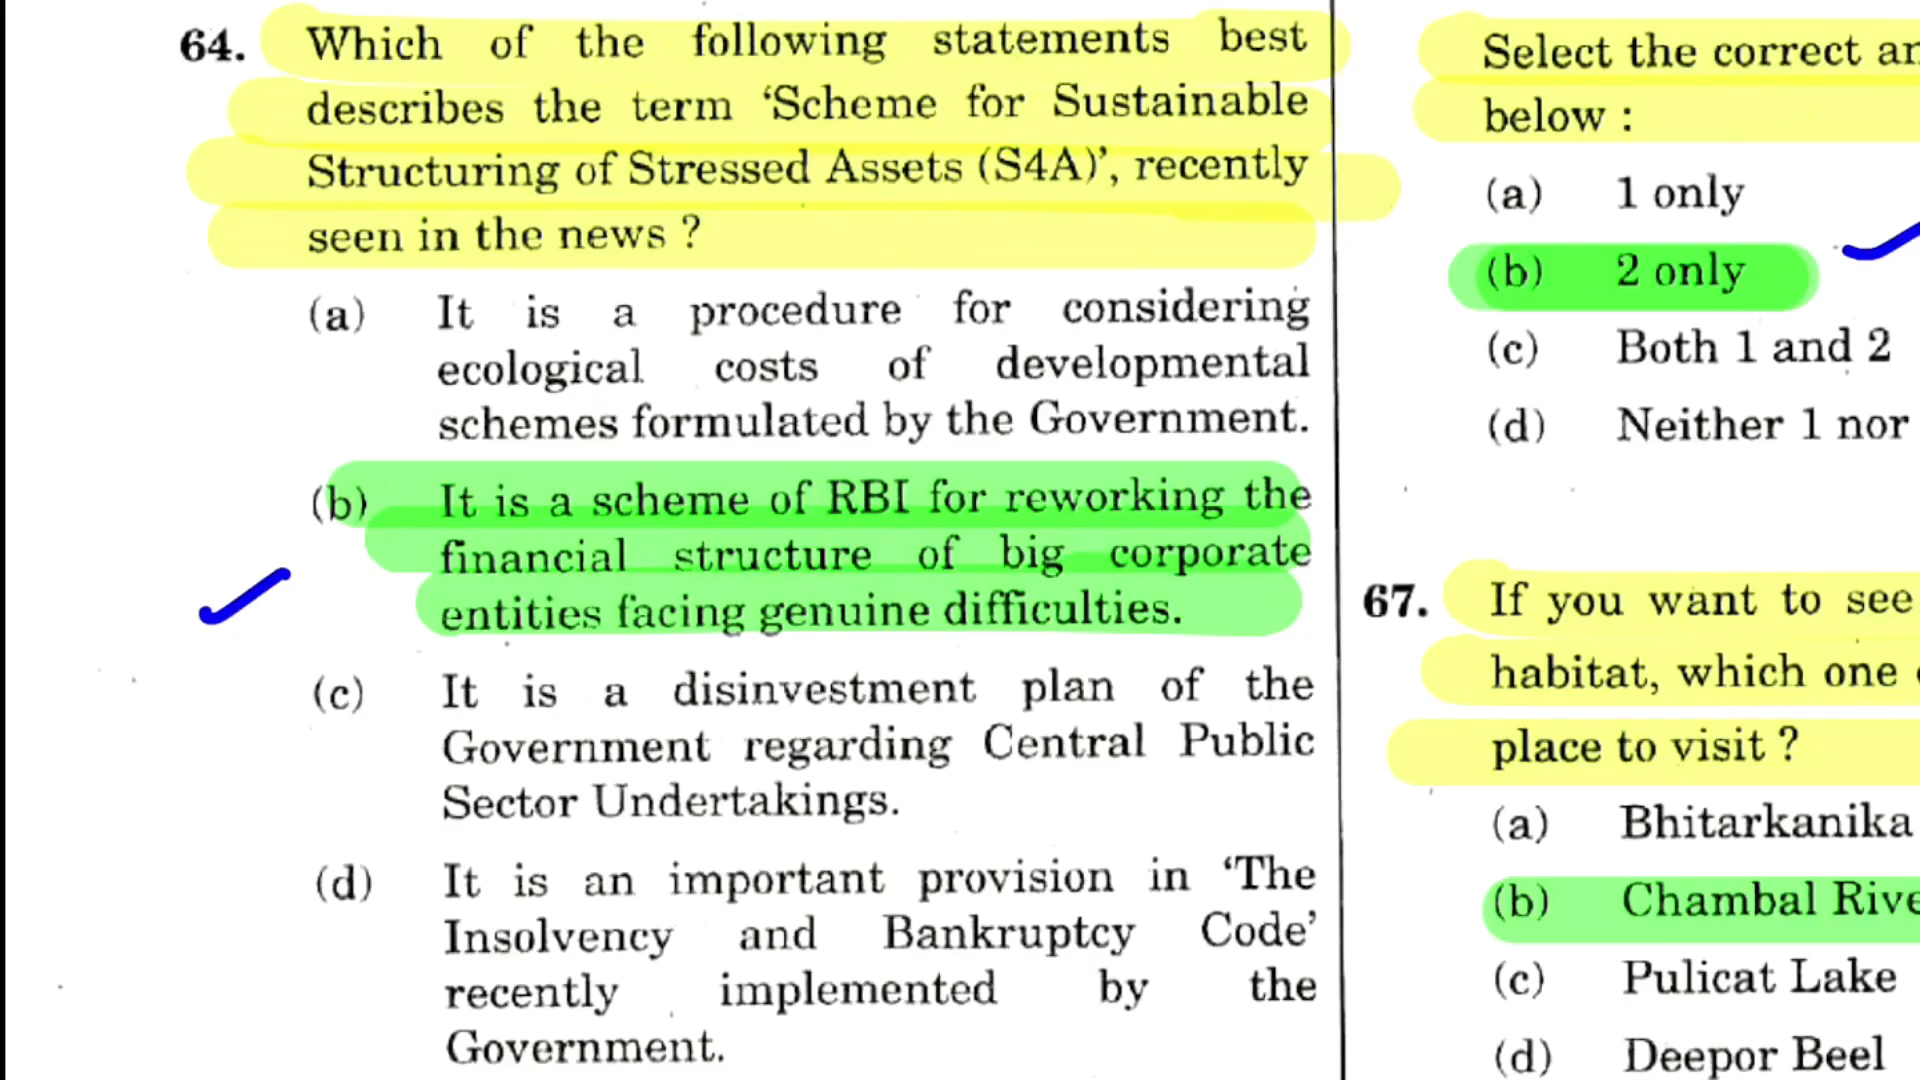 64. Which of the following statements best
describes the term ‘Scheme for Sustainable
Structuring of Stressed Assets (S4A)’, recently
seen in the news ?
(a) It is a procedure for considering
ecological costs of developmental
schemes formulated by the Government.
(b) It is a scheme of RBI for reworking the
financial structure of big corporate
entities facing genuine difficulties.
(c) It is a disinvestment plan of the
Government regarding Central Public
Sector Undertakings.
(d) It is an important provision in ‘The
Insolvency and Bankruptcy Code’
recently implemented by the
Government.
Select the correct
below :
(a) 1 only
(b) 2 only
(c) Both 1 and 2
(d) Neither 1 nor
67. If you want to see
habitat, which one
place to visit ?
(a) Bhitarkanika
(b) Chambal
(c) Pulicat Lake
(d) Deepor Beel